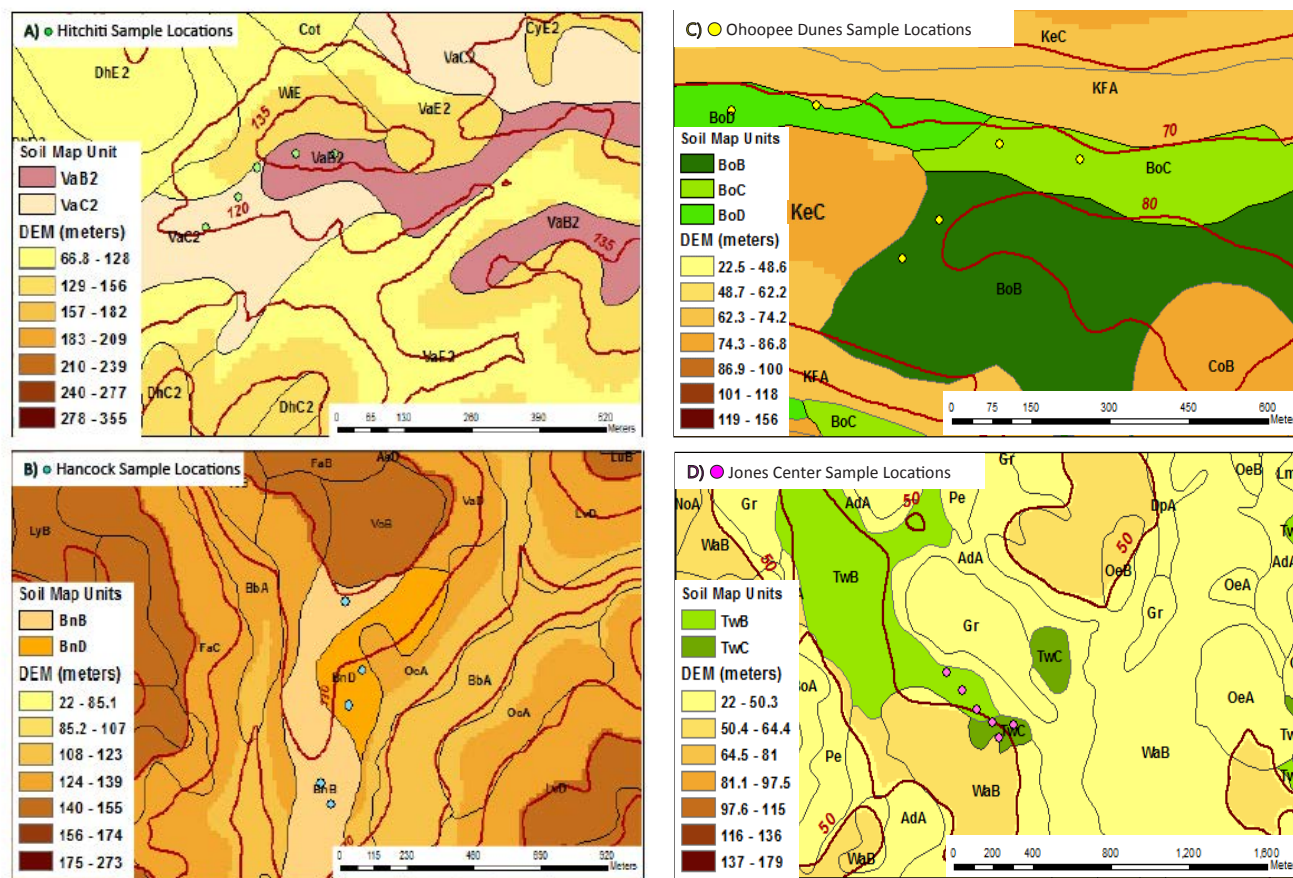 A) Hitchiti Sample Locations
Cot
CyE2
VaC2
DhE2
WiE
135
VaE2
Soil Map Unit
VaB2
VaC2
VaB2
120
VaC2
VaB2
135
DEM (meters)
66.8 - 128
129 - 156
157 - 182
183 - 209
210 - 239
240 - 277
278 - 355
DhC2
DhC2
0 65 130 260 390 520
Meters
C) Ohoopee Dunes Sample Locations
KeC
KFA
BoD
70
BoC
Soil Map Units
BoB
BoC
BoD
80
KeC
DEM (meters)
22.5 - 48.6
48.7 - 62.2
62.3 - 74.2
74.3 - 86.8
86.9 - 100
101 - 118
119 - 156
BoB
CoB
KFA
BoC
0 75 150 300 450 600
B) Hancock Sample Locations
FaB
AsD
LuB
VaD
LyB
BbA
FaC
Soil Map Units
BnB
BnD
BnD
OcA
BbA
OcA
DEM (meters)
22 - 85.1
85.2 - 107
108 - 123
124 - 139
140 - 155
156 - 174
175 - 273
BnB
0 115 230
Meters
D) Jones Center Sample Locations
Gr
OeB
NoA
Gr
AdA
50
Pe
DpA
WaB
50
AdA
50
OeB
AdA
TwB
Gr
OeA
Soil Map Units
TwB
TwC
Gr
TwC
OeA
TwC
DEM (meters)
22 - 50.3
50.4 - 64.4
64.5 - 81
81.1 - 97.5
97.6 - 115
116 - 136
137 - 179
Pe
WaB
WaB
AdA
50
WaB
0 200 400 800 1,200 1,600